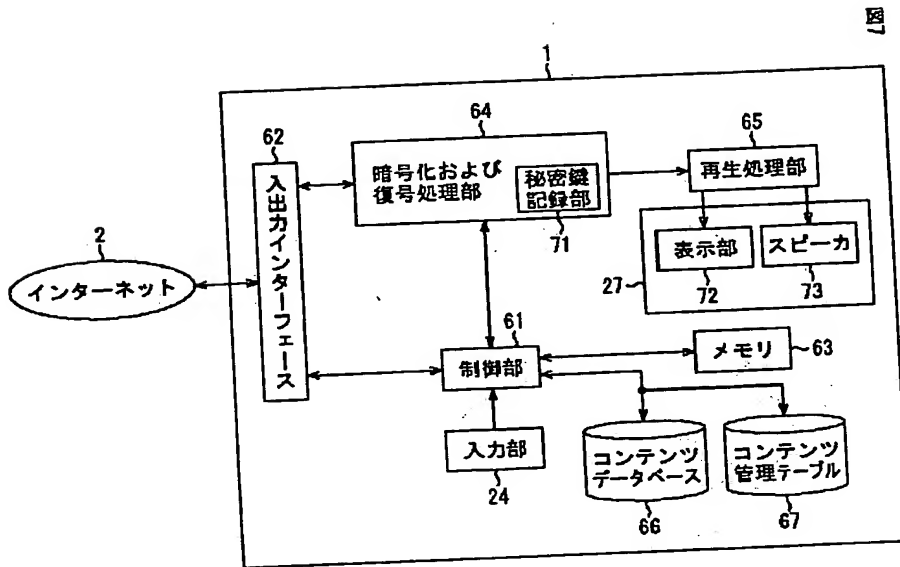 図7
1
64
62
65
暗号化および
復号処理部
秘密鍵
記録部
71
再生処理部
入出力インターフェース
2
インターネット
表示部
スピーカ
27
72
73
61
制御部
メモリ
63
入力部
24
コンテンツ
データベース
コンテンツ
管理テーブル
66
67